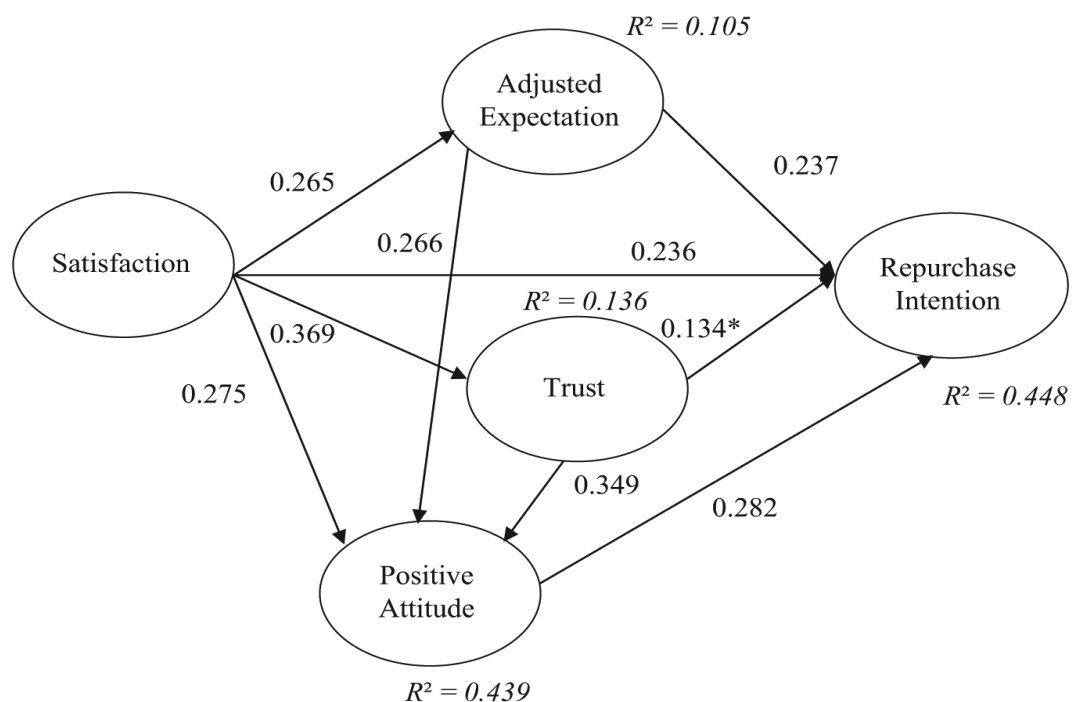 R² = 0.105
Adjusted
Expectation
0.265
0.237
Satisfaction
0.266
0.236
Repurchase
Intention
R² = 0.136
0.369
0.134*
0.275
Trust
R² = 0.448
0.349
0.282
Positive
Attitude
R² = 0.439